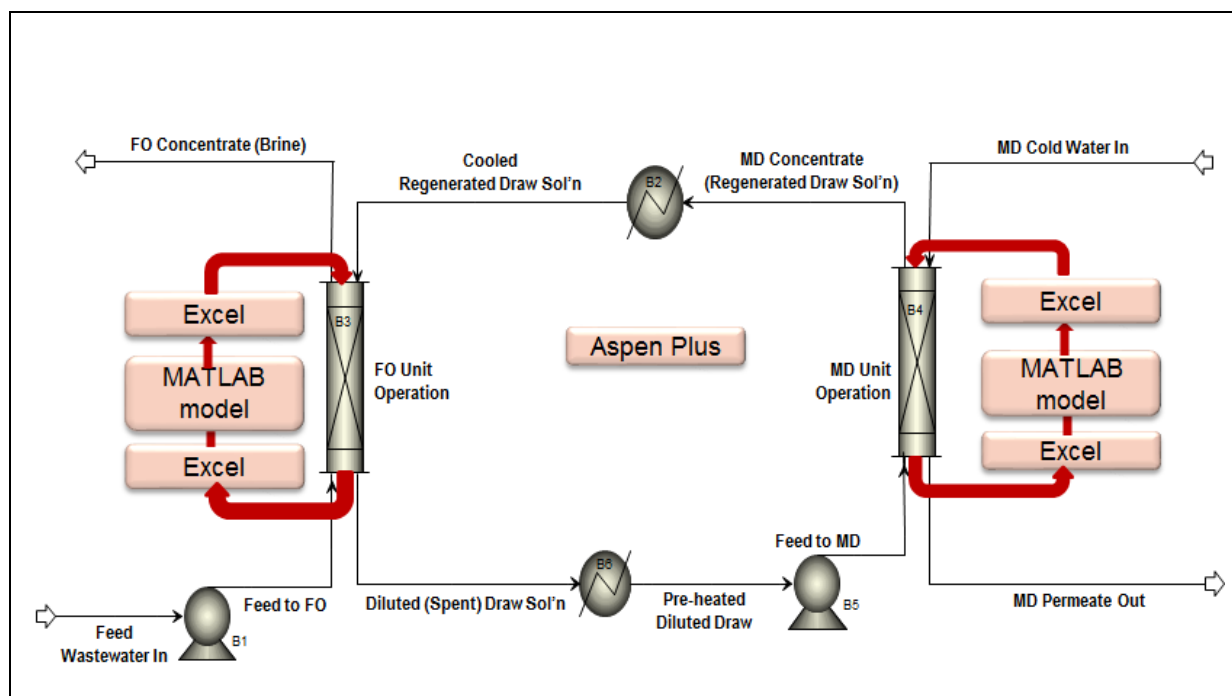 FO Concentrate (Brine)
Cooled
Regenerated Draw Sol'n
B2
MD Concentrate
(Regenerated Draw Sol'n)
MD Cold Water In
Excel
MATLAB
model
Excel
B3
FO Unit
Operation
Aspen Plus
MD Unit
Operation
B4
Excel
MATLAB
model
Excel
Feed
Wastewater In
B1
Feed to FO
Diluted (Spent) Draw Sol'n
B6
Pre-heated
Diluted Draw
Feed to MD
B5
MD Permeate Out